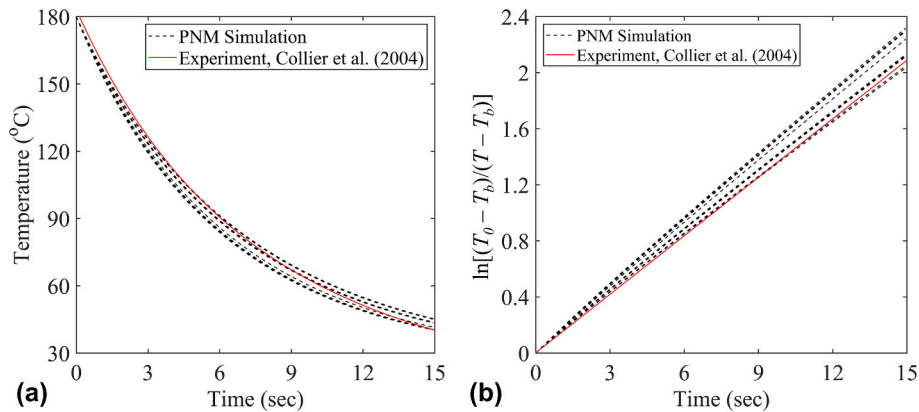 180
150
120
90
60
30
Temperature (°C)
PNM Simulation
Experiment, Collier et al. (2004)
0 3 6 9 12 15
Time (sec)
(a)
2.4
2
1.6
1.2
0.8
0.4
0
ln[(T₀ − T_b)/(T − T_b)]
PNM Simulation
Experiment, Collier et al. (2004)
0 3 6 9 12 15
Time (sec)
(b)